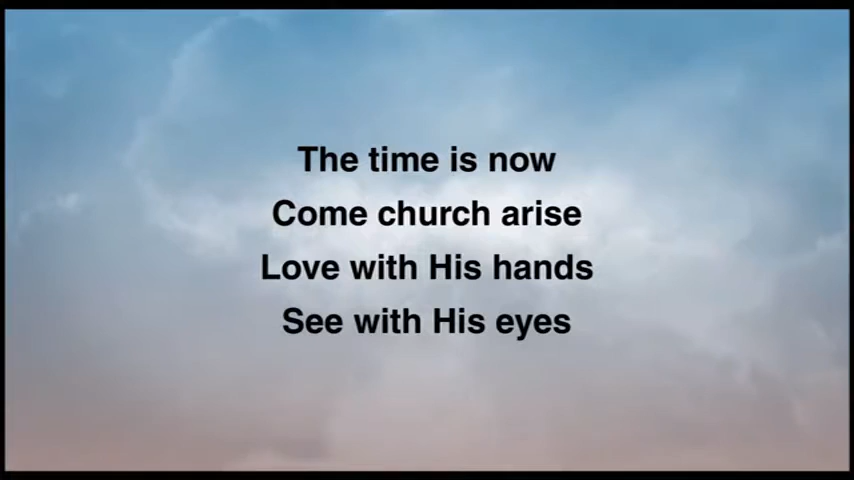 The time is now
Come church arise
Love with His hands
See with His eyes